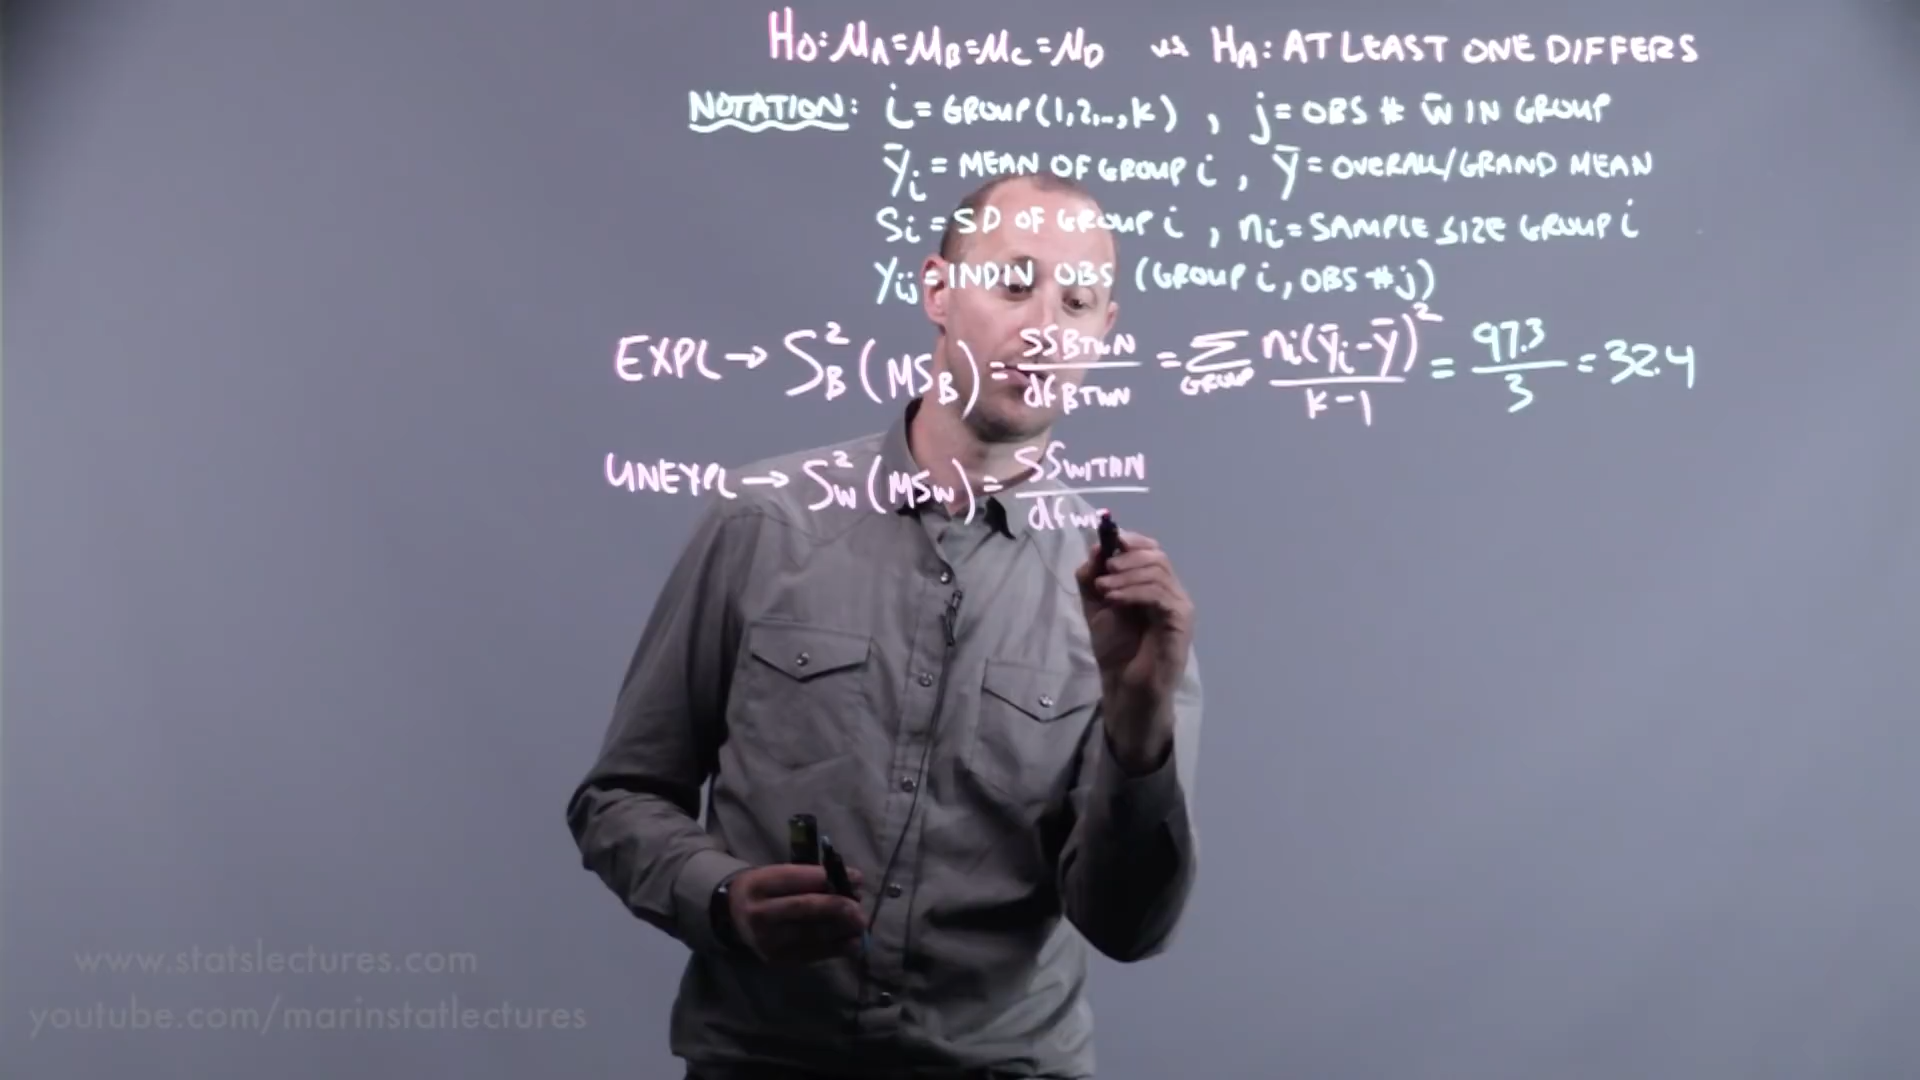 H0: μA = μB = μC = μD vs HA: AT LEAST ONE DIFFERS
NOTATION: i = GROUP (1,2,..,K) , j = OBS # w̄ IN GROUP
ȳi = MEAN OF GROUP i , ȳ = OVERALL/GRAND MEAN
Si = SD OF GROUP i , ni = SAMPLE SIZE GROUP i
yij = INDIV OBS (GROUP i, OBS # j)
EXPL → S²B (MSB) = SSBTWN / dfBTWN = Σ GROUP ni(ȳi - ȳ)² / K-1 = 97.3 / 3 = 32.4
UNEXPL → S²W (MSW) = SSWITHIN / dfWI
www.statslectures.com
youtube.com/marinstatlectures